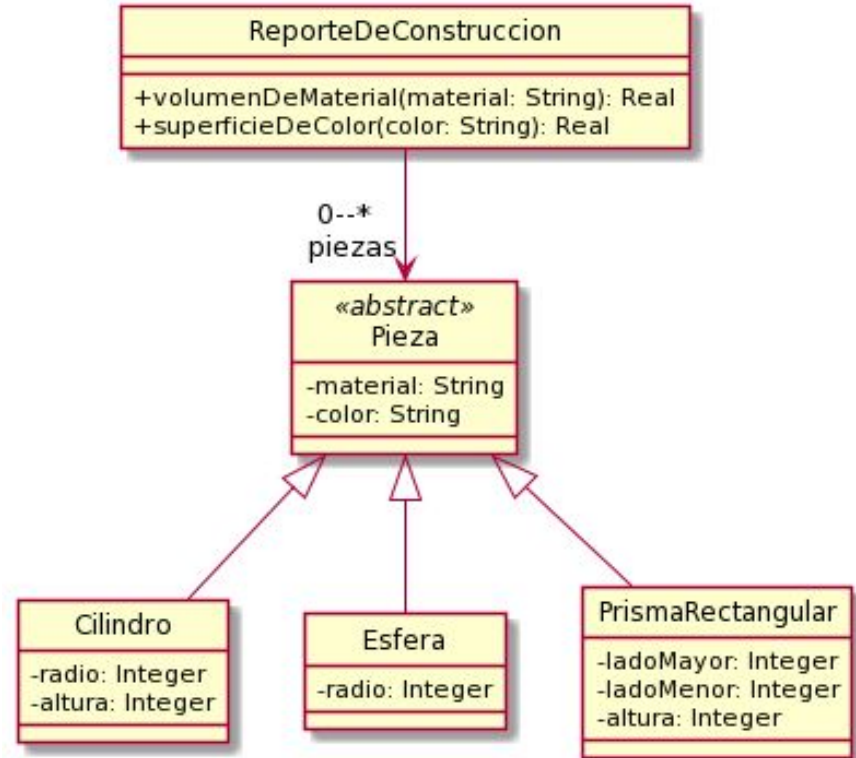 ReporteDeConstruccion
+volumenDeMaterial(material: String): Real
+superficieDeColor(color: String): Real
0--*
piezas
«abstract»
Pieza
-material: String
-color: String
Cilindro
-radio: Integer
-altura: Integer
Esfera
-radio: Integer
PrismaRectangular
-ladoMayor: Integer
-ladoMenor: Integer
-altura: Integer